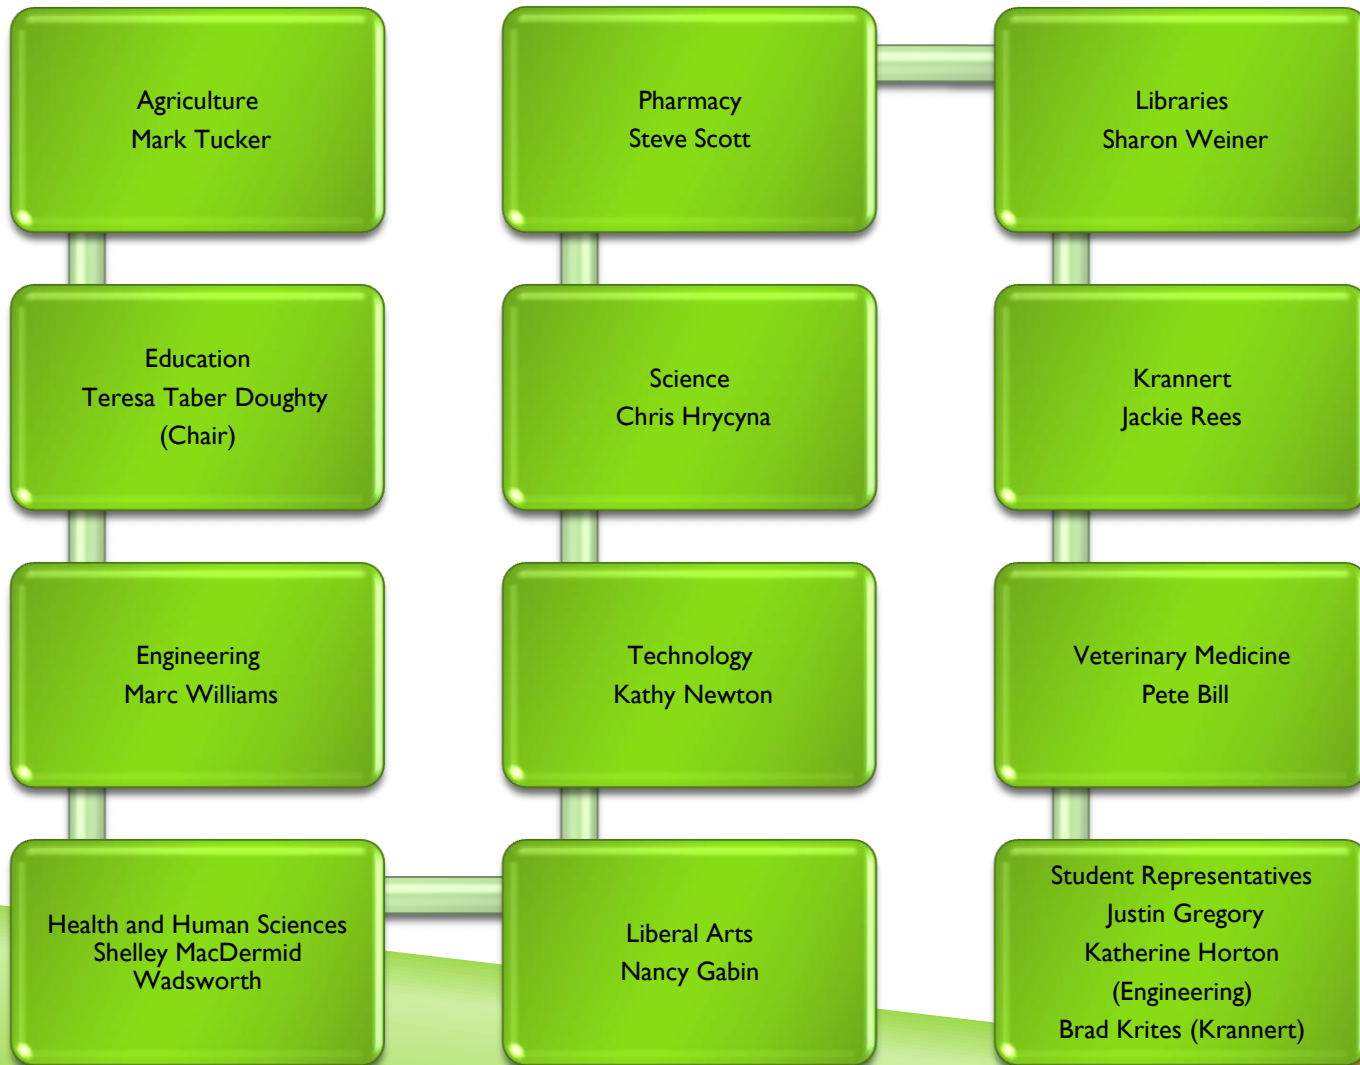 Agriculture
Mark Tucker
Education
Teresa Taber Doughty
(Chair)
Engineering
Marc Williams
Health and Human Sciences
Shelley MacDermid
Wadsworth
Liberal Arts
Nancy Gabin
Technology
Kathy Newton
Science
Chris Hrycyna
Pharmacy
Steve Scott
Libraries
Sharon Weiner
Krannert
Jackie Rees
Veterinary Medicine
Pete Bill
Student Representatives
Justin Gregory
Katherine Horton
(Engineering)
Brad Krites (Krannert)